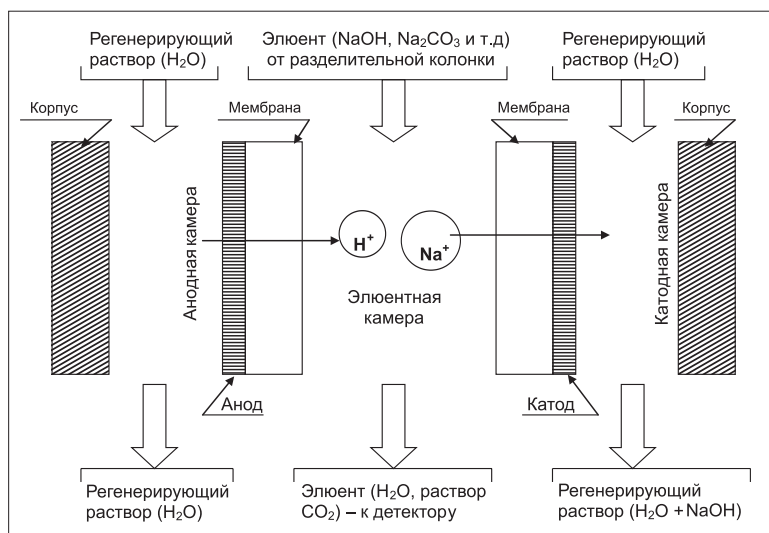 Регенерирующий
раствор (H₂O)
Элюент (NaOH, Na₂CO₃ и т.д)
от разделительной колонки
Регенерирующий
раствор (H₂O)
Корпус
Мембрана
Мембрана
Корпус
Анодная камера
H⁺
Na⁺
Катодная камера
Элюентная
камера
Анод
Катод
Регенерирующий
раствор (H₂O)
Элюент (H₂O, раствор
CO₂) – к детектору
Регенерирующий
раствор (H₂O + NaOH)